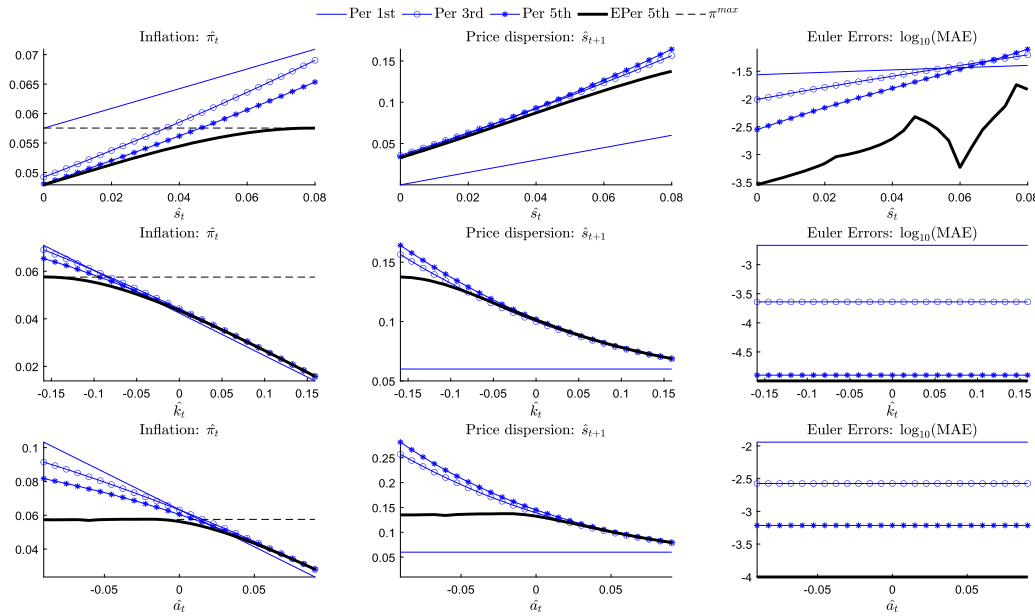 Per 1st Per 3rd Per 5th EPer 5th π^max
Inflation: π̂_t Price dispersion: ŝ_{t+1} Euler Errors: log₁₀(MAE)
0.07 0.065 0.06 0.055 0.05
0.15 0.1 0.05
-1.5 -2 -2.5 -3 -3.5
0 0.02 0.04 0.06 0.08
0 0.02 0.04 0.06 0.08
0 0.02 0.04 0.06 0.08
ŝ_t ŝ_t ŝ_t
Inflation: π̂_t Price dispersion: ŝ_{t+1} Euler Errors: log₁₀(MAE)
0.06 0.04 0.02
0.15 0.1 0.05
-3 -3.5 -4 -4.5
-0.15 -0.1 -0.05 0 0.05 0.1 0.15
-0.15 -0.1 -0.05 0 0.05 0.1 0.15
-0.15 -0.1 -0.05 0 0.05 0.1 0.15
k̂_t k̂_t k̂_t
Inflation: π̂_t Price dispersion: ŝ_{t+1} Euler Errors: log₁₀(MAE)
0.1 0.08 0.06 0.04
0.25 0.2 0.15 0.1 0.05
-2 -2.5 -3 -3.5 -4
-0.05 0 0.05
-0.05 0 0.05
-0.05 0 0.05
â_t â_t â_t